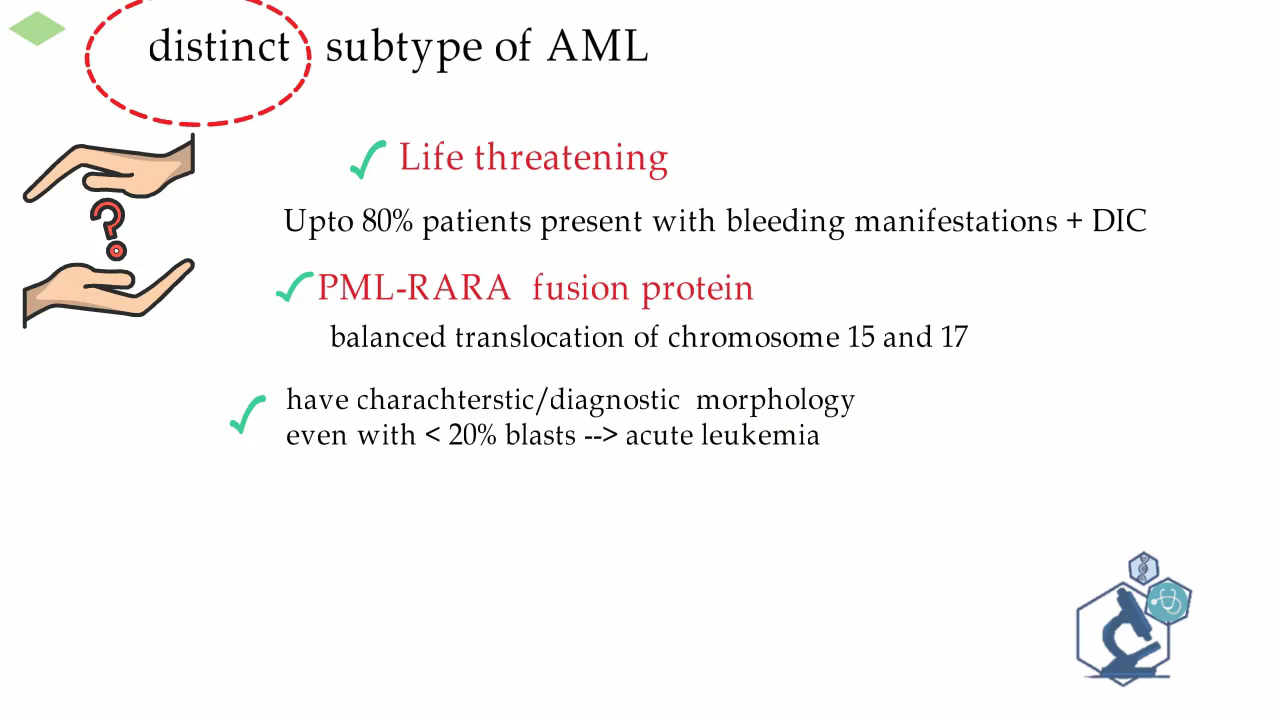 distinct subtype of AML
Life threatening
Upto 80% patients present with bleeding manifestations + DIC
PML-RARA fusion protein
balanced translocation of chromosome 15 and 17
have charachterstic/diagnostic morphology
even with < 20% blasts --> acute leukemia